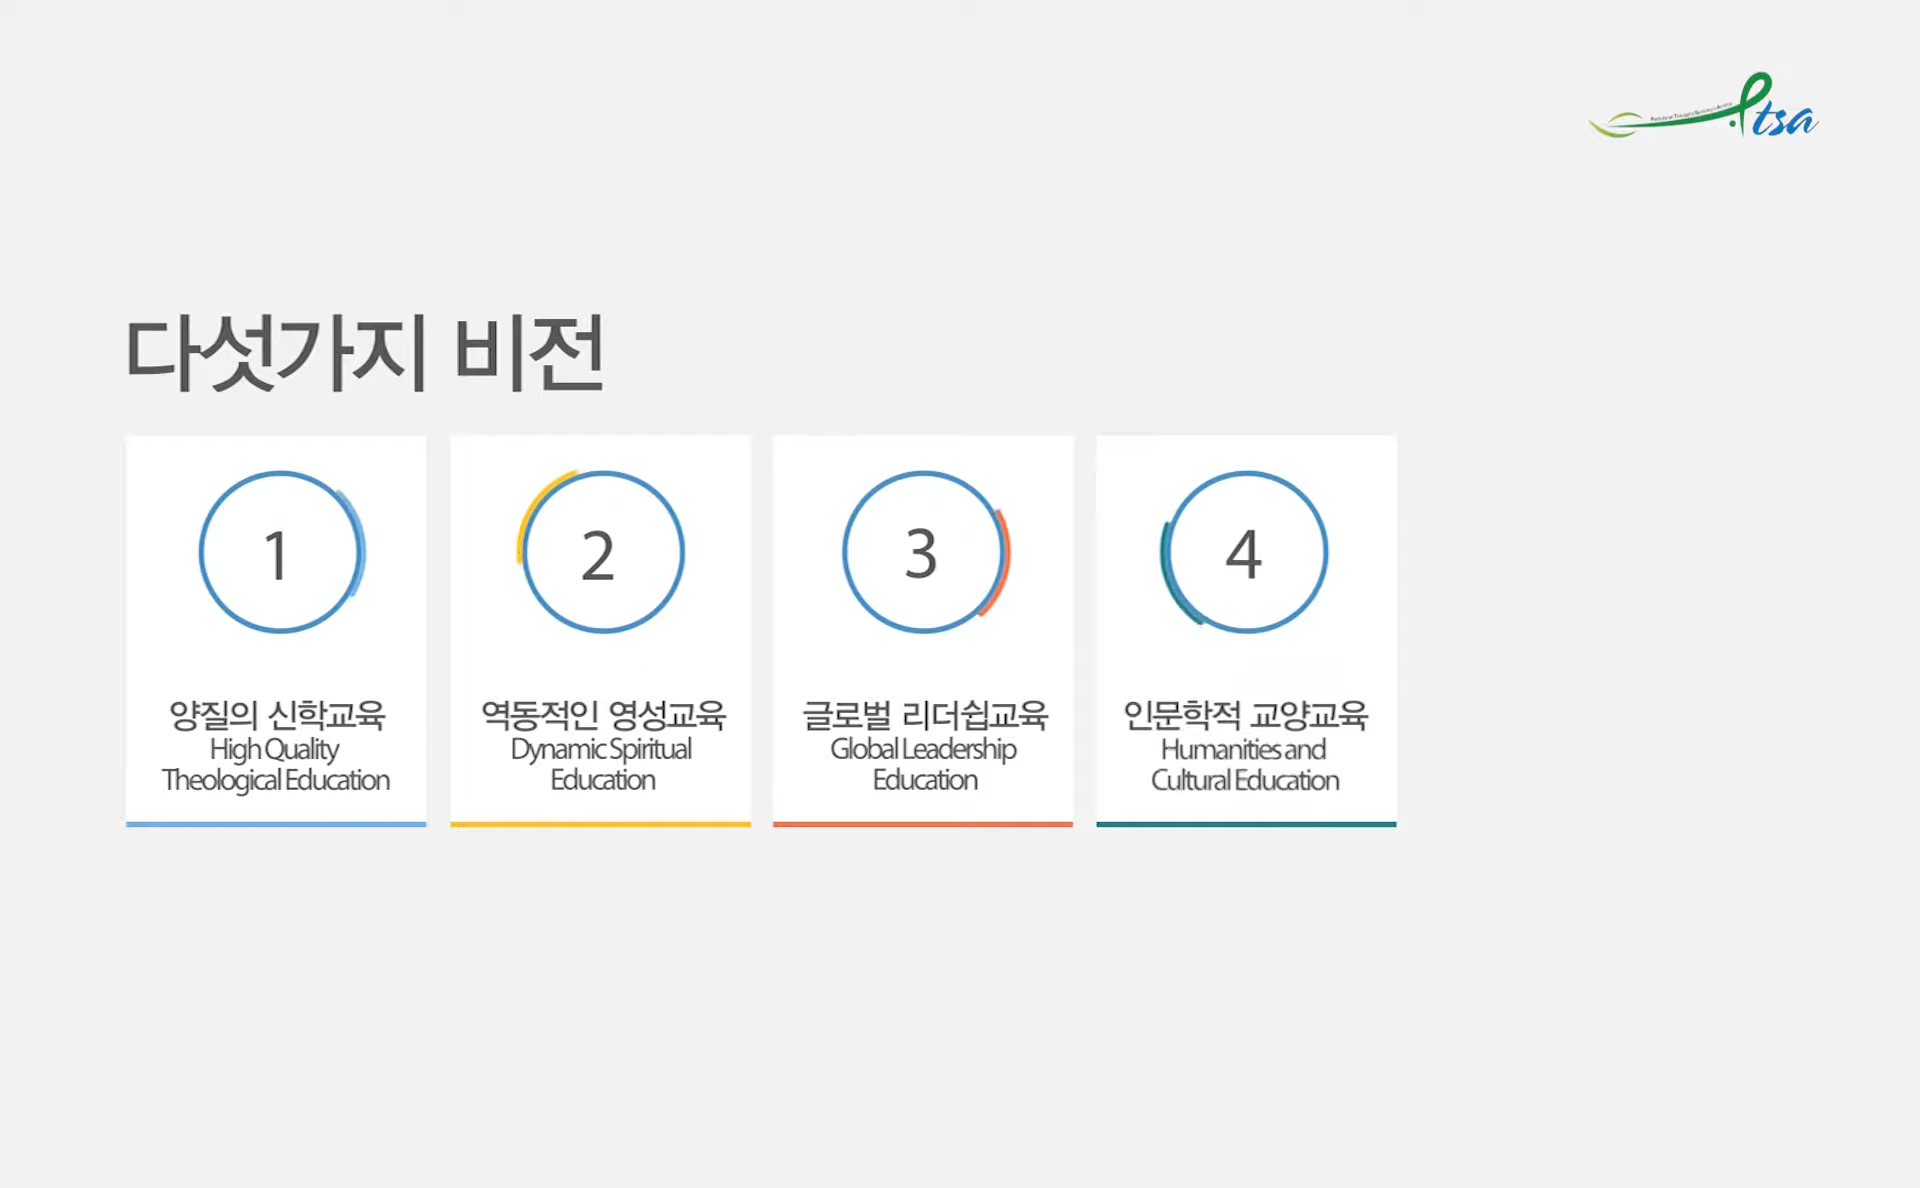 Ptsa
다섯가지 비전
1
양질의 신학교육
High Quality
Theological Education
2
역동적인 영성교육
Dynamic Spiritual
Education
3
글로벌 리더쉽교육
Global Leadership
Education
4
인문학적 교양교육
Humanities and
Cultural Education